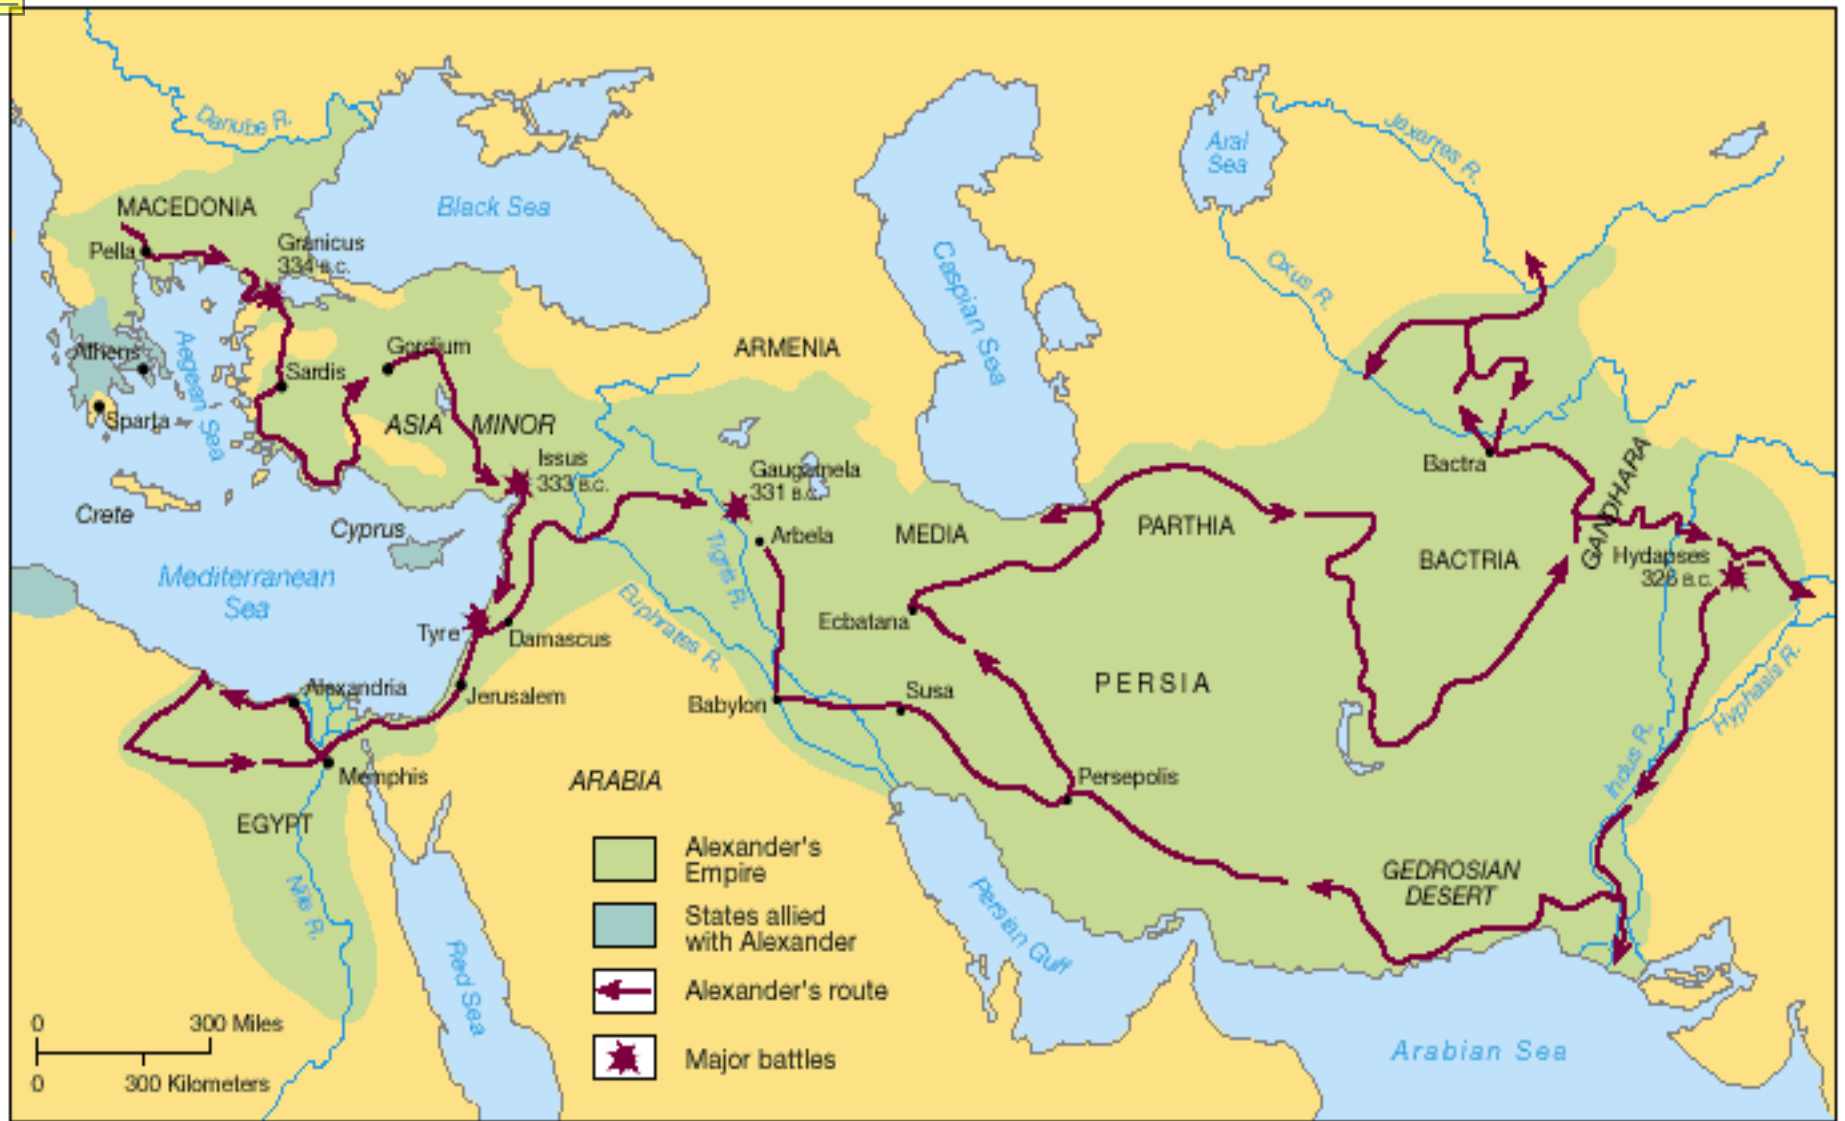 Danube R.
MACEDONIA
Pella
Granicus
334 B.C.
Black Sea
Aral
Sea
Jaxartes R.
Oxus R.
Caspian Sea
ARMENIA
Athens
Aegean Sea
Sardis
Gordium
Sparta
ASIA MINOR
Issus
333 B.C.
Gaugamela
331 B.C.
Arbela
Crete
Cyprus
Tigris R.
MEDIA
PARTHIA
Bactra
BACTRIA
GANDHARA
Hydapses
326 B.C.
Mediterranean
Sea
Tyre
Damascus
Euphrates R.
Ecbatana
Alexandria
Jerusalem
Babylon
Susa
PERSIA
Indus R.
Hyphasis R.
Memphis
ARABIA
Persepolis
EGYPT
Nile R.
Red Sea
Persian Gulf
GEDROSIAN
DESERT
Arabian Sea
Alexander's
Empire
States allied
with Alexander
Alexander's route
Major battles
0 300 Miles
0 300 Kilometers